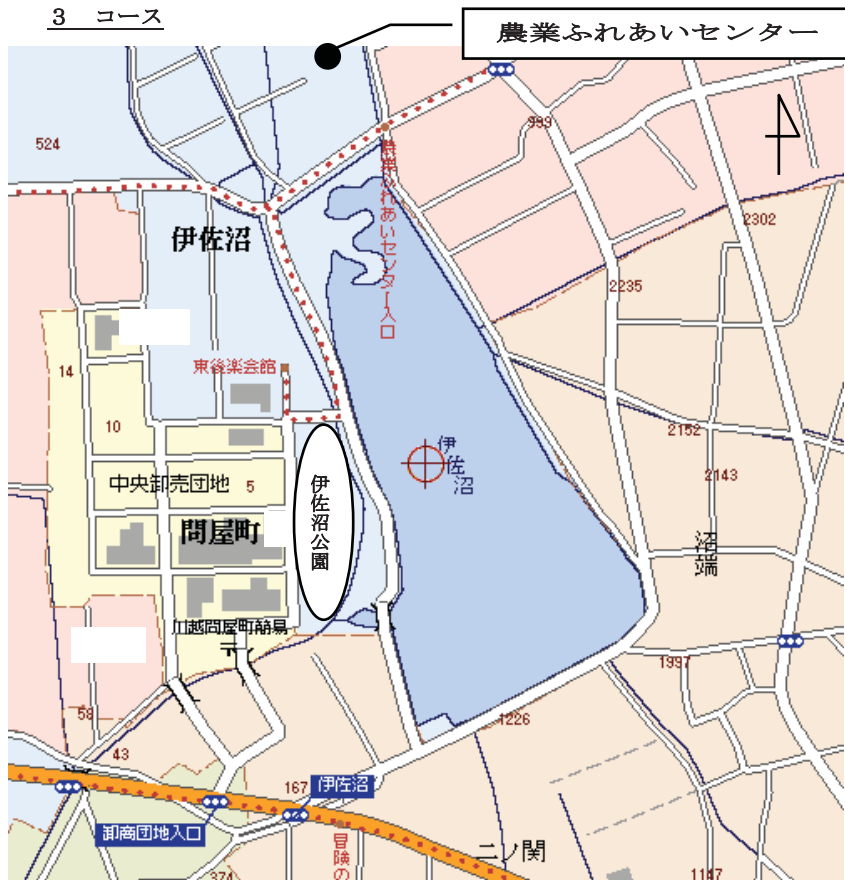 3 コース
農業ふれあいセンター
524
999
農業ふれあいセンター入口
2302
伊佐沼
2235
東後楽会館
14
10
2152
伊佐沼
中央卸売団地
5
2143
伊佐沼公園
問屋町
沼端
川越問屋町簡易
〒
1997
58
1226
43
167
伊佐沼
卸商団地入口
冒険の
二ノ関
374
1147